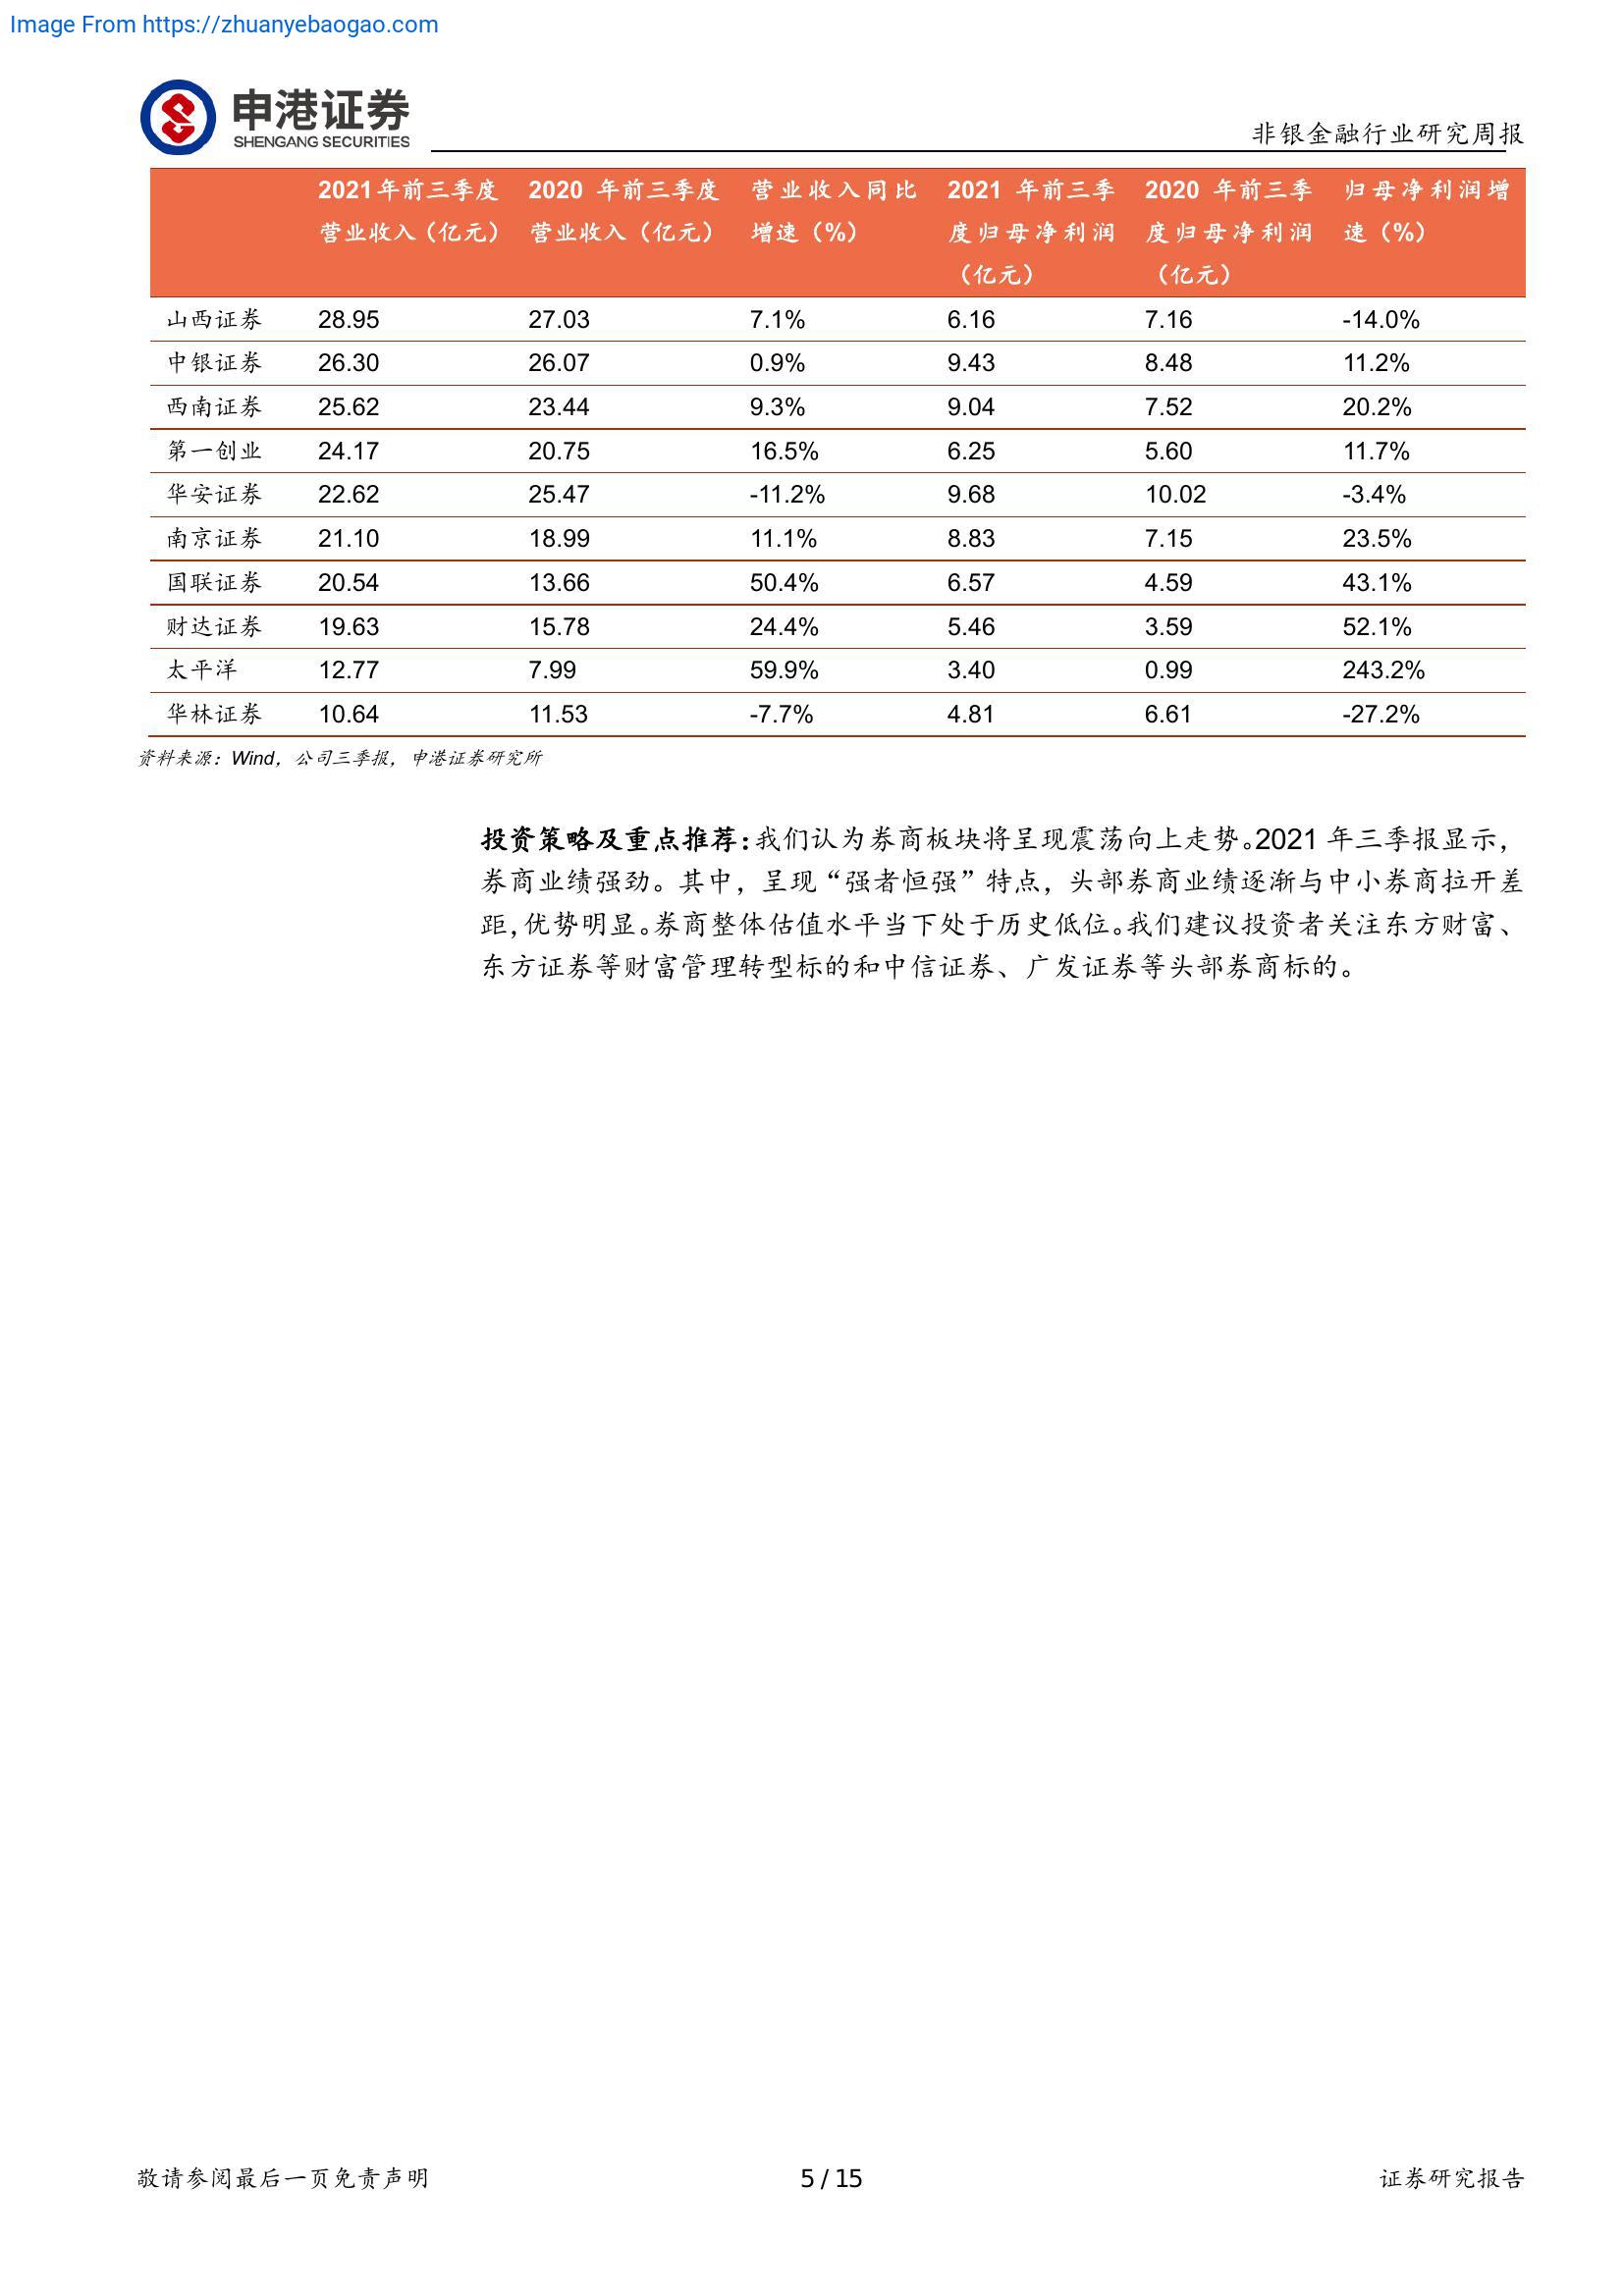 Image From https://zhuanyebaogao.com
申港证券
SHENGANG SECURITIES
非银金融行业研究周报
2021年前三季度 2020 年前三季度 营业收入同比 2021 年前三季 2020 年前三季 归母净利润增
营业收入（亿元） 营业收入（亿元） 增速（%） 度归母净利润 度归母净利润 速（%）
（亿元） （亿元）
山西证券 28.95 27.03 7.1% 6.16 7.16 -14.0%
中银证券 26.30 26.07 0.9% 9.43 8.48 11.2%
西南证券 25.62 23.44 9.3% 9.04 7.52 20.2%
第一创业 24.17 20.75 16.5% 6.25 5.60 11.7%
华安证券 22.62 25.47 -11.2% 9.68 10.02 -3.4%
南京证券 21.10 18.99 11.1% 8.83 7.15 23.5%
国联证券 20.54 13.66 50.4% 6.57 4.59 43.1%
财达证券 19.63 15.78 24.4% 5.46 3.59 52.1%
太平洋 12.77 7.99 59.9% 3.40 0.99 243.2%
华林证券 10.64 11.53 -7.7% 4.81 6.61 -27.2%
资料来源：Wind，公司三季报，申港证券研究所
投资策略及重点推荐：我们认为券商板块将呈现震荡向上走势。2021 年三季报显示，
券商业绩强劲。其中，呈现“强者恒强”特点，头部券商业绩逐渐与中小券商拉开差
距，优势明显。券商整体估值水平当下处于历史低位。我们建议投资者关注东方财富、
东方证券等财富管理转型标的和中信证券、广发证券等头部券商标的。
敬请参阅最后一页免责声明 5 / 15 证券研究报告